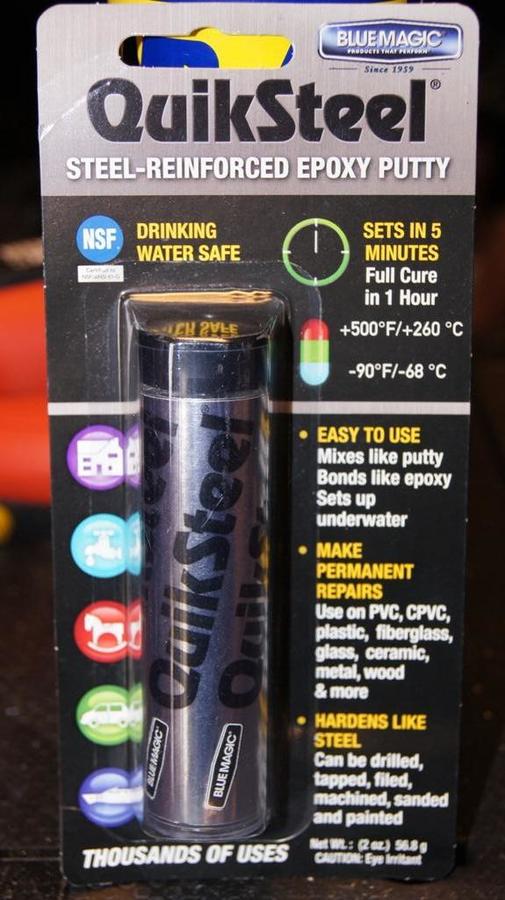 BLUE MAGIC
PRODUCTS THAT PERFORM
Since 1959
QuikSteel®
STEEL-REINFORCED EPOXY PUTTY
NSF.
DRINKING
WATER SAFE
SETS IN 5
MINUTES
Full Cure
in 1 Hour
+500°F/+260 °C
-90°F/-68 °C
WATER SAFE
QuikSteel
QuikSteel
BLUE MAGIC
BLUE MAGIC
• EASY TO USE
Mixes like putty
Bonds like epoxy
Sets up
underwater
• MAKE
PERMANENT
REPAIRS
Use on PVC, CPVC,
plastic, fiberglass,
glass, ceramic,
metal, wood
& more
• HARDENS LIKE
STEEL
Can be drilled,
tapped, filed,
machined, sanded
and painted
THOUSANDS OF USES
Net Wt.: (2 oz.) 56.8 g
CAUTION: Eye Irritant